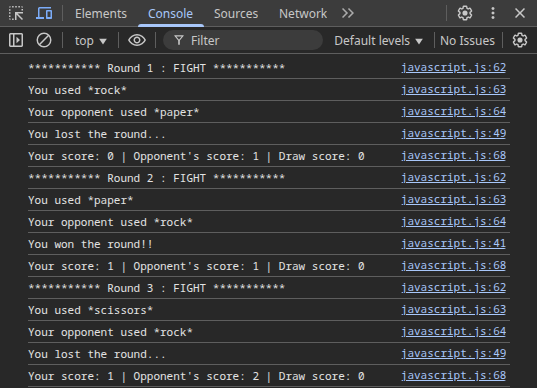 Elements Console Sources Network
top Filter Default levels No Issues
*********** Round 1 : FIGHT *********** javascript.js:62
You used *rock* javascript.js:63
Your opponent used *paper* javascript.js:64
You lost the round... javascript.js:49
Your score: 0 | Opponent's score: 1 | Draw score: 0 javascript.js:68
*********** Round 2 : FIGHT *********** javascript.js:62
You used *paper* javascript.js:63
Your opponent used *rock* javascript.js:64
You won the round!! javascript.js:41
Your score: 1 | Opponent's score: 1 | Draw score: 0 javascript.js:68
*********** Round 3 : FIGHT *********** javascript.js:62
You used *scissors* javascript.js:63
Your opponent used *rock* javascript.js:64
You lost the round... javascript.js:49
Your score: 1 | Opponent's score: 2 | Draw score: 0 javascript.js:68